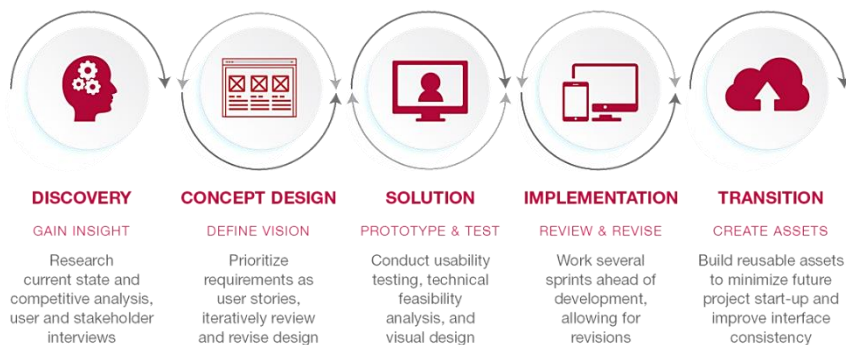 DISCOVERY
GAIN INSIGHT
Research
current state and
competitive analysis,
user and stakeholder
interviews
CONCEPT DESIGN
DEFINE VISION
Prioritize
requirements as
user stories,
iteratively review
and revise design
SOLUTION
PROTOTYPE & TEST
Conduct usability
testing, technical
feasibility
analysis, and
visual design
IMPLEMENTATION
REVIEW & REVISE
Work several
sprints ahead of
development,
allowing for
revisions
TRANSITION
CREATE ASSETS
Build reusable assets
to minimize future
project start-up and
improve interface
consistency